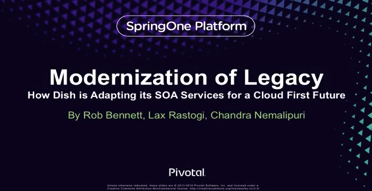 SpringOne Platform
Modernization of Legacy
How Dish is Adapting its SOA Services for a Cloud First Future
By Rob Bennett, Lax Rastogi, Chandra Nemalipuri
Pivotal